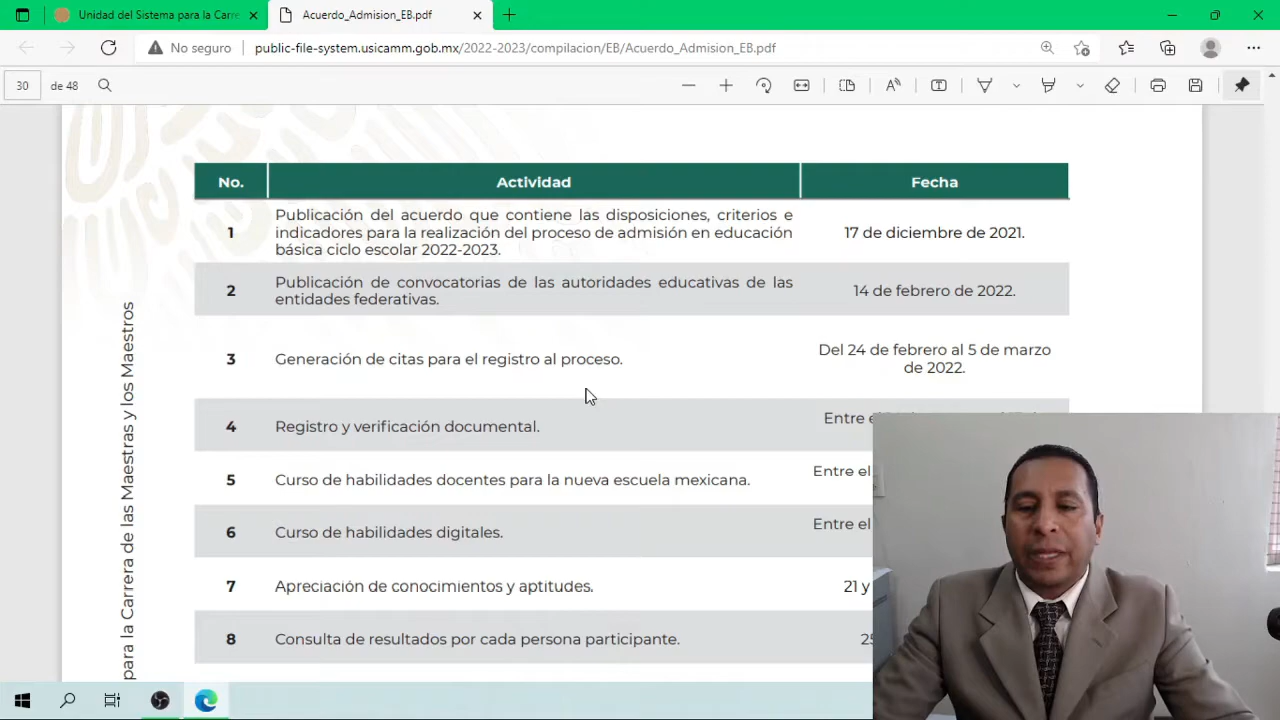 Unidad del Sistema para la Carre
Acuerdo_Admision_EB.pdf
No seguro
public-file-system.usicamm.gob.mx/2022-2023/compilacion/EB/Acuerdo_Admision_EB.pdf
30 de 48
No. Actividad Fecha
1 Publicación del acuerdo que contiene las disposiciones, criterios e
indicadores para la realización del proceso de admisión en educación
básica ciclo escolar 2022-2023.
17 de diciembre de 2021.
2 Publicación de convocatorias de las autoridades educativas de las
entidades federativas.
14 de febrero de 2022.
3 Generación de citas para el registro al proceso.
Del 24 de febrero al 5 de marzo
de 2022.
4 Registro y verificación documental.
Entre
5 Curso de habilidades docentes para la nueva escuela mexicana.
Entre el
6 Curso de habilidades digitales.
Entre el
7 Apreciación de conocimientos y aptitudes.
21 y
8 Consulta de resultados por cada persona participante.
25
para la Carrera de las Maestras y los Maestros